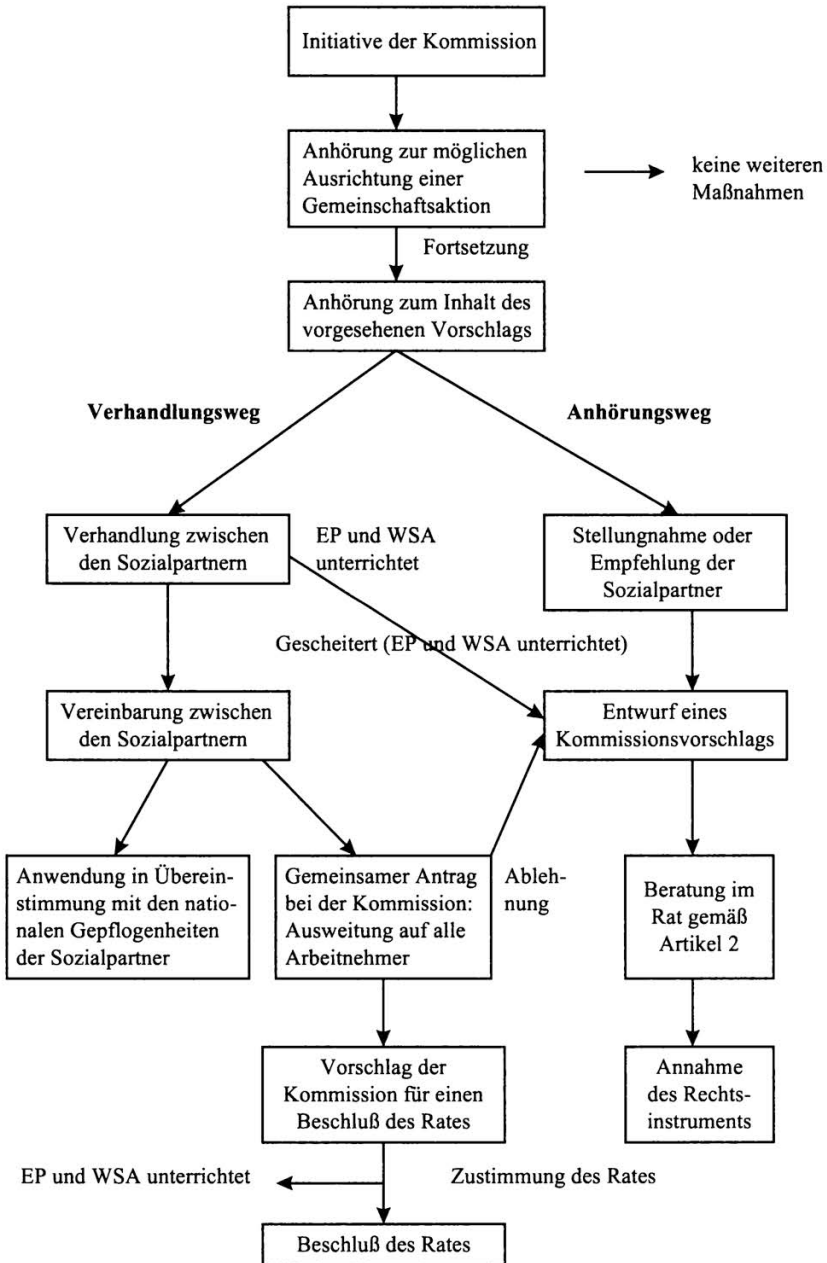 Initiative der Kommission
Anhörung zur möglichen
Ausrichtung einer
Gemeinschaftsaktion
keine weiteren
Maßnahmen
Fortsetzung
Anhörung zum Inhalt des
vorgesehenen Vorschlags
Verhandlungsweg
Anhörungsweg
Verhandlung zwischen
den Sozialpartnern
EP und WSA
unterrichtet
Stellungnahme oder
Empfehlung der
Sozialpartner
Gescheitert (EP und WSA unterrichtet)
Vereinbarung zwischen
den Sozialpartnern
Entwurf eines
Kommissionsvorschlags
Anwendung in Überein-
stimmung mit den natio-
nalen Gepflogenheiten
der Sozialpartner
Gemeinsamer Antrag
bei der Kommission:
Ausweitung auf alle
Arbeitnehmer
Ableh-
nung
Beratung im
Rat gemäß
Artikel 2
Vorschlag der
Kommission für einen
Beschluß des Rates
Annahme
des Rechts-
instruments
EP und WSA unterrichtet
Zustimmung des Rates
Beschluß des Rates